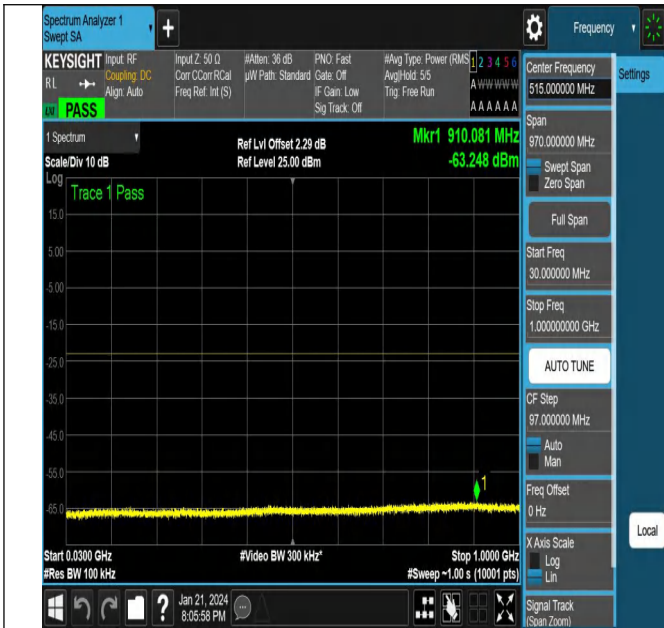 Spectrum Analyzer 1
Swept SA
Frequency
KEYSIGHT
RL
PASS
Input: RF
Coupling: DC
Align: Auto
Input Z: 50 Ω
Corr CCorr RCal
Freq Ref: Int (S)
#Atten: 36 dB
µW Path: Standard
PNO: Fast
Gate: Off
IF Gain: Low
Sig Track: Off
#Avg Type: Power (RMS
Avg|Hold: 5/5
Trig: Free Run
1 2 3 4 5 6
A W W W W W
A A A A A A
Center Frequency
515.000000 MHz
Settings
Span
970.000000 MHz
Swept Span
Zero Span
Full Span
Start Freq
30.000000 MHz
Stop Freq
1.000000000 GHz
AUTO TUNE
CF Step
97.000000 MHz
Auto
Man
Freq Offset
0 Hz
X Axis Scale
Log
Lin
Signal Track
(Span Zoom)
Local
1 Spectrum
Scale/Div 10 dB
Ref Lvl Offset 2.29 dB
Ref Level 25.00 dBm
Mkr1 910.081 MHz
-63.248 dBm
Log
Trace 1 Pass
15.0
5.00
-5.00
-15.0
-25.0
-35.0
-45.0
-55.0
-65.0
1
Start 0.0300 GHz
#Res BW 100 kHz
#Video BW 300 kHz*
Stop 1.0000 GHz
#Sweep ~1.00 s (10001 pts)
?
Jan 21, 2024
8:05:58 PM